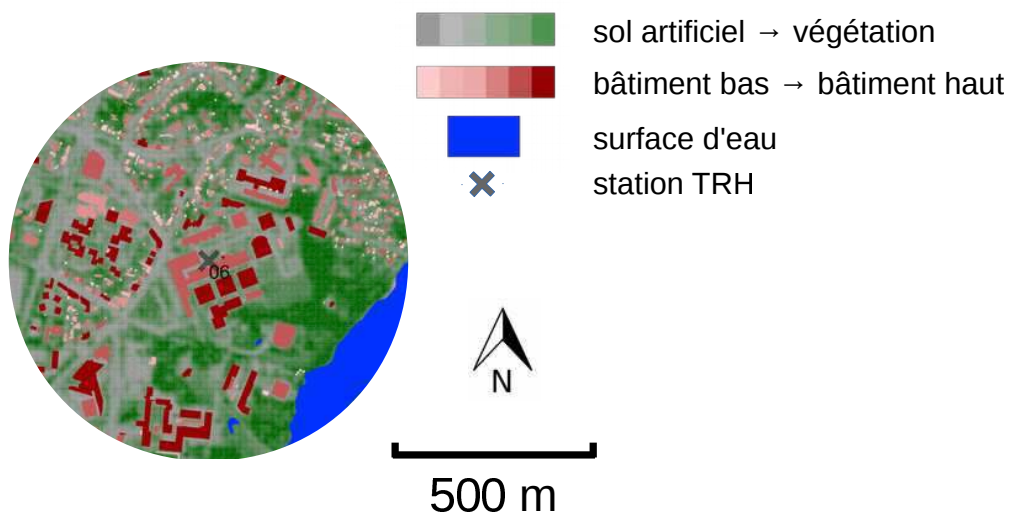 sol artificiel → végétation
bâtiment bas → bâtiment haut
surface d'eau
station TRH
06
N
500 m